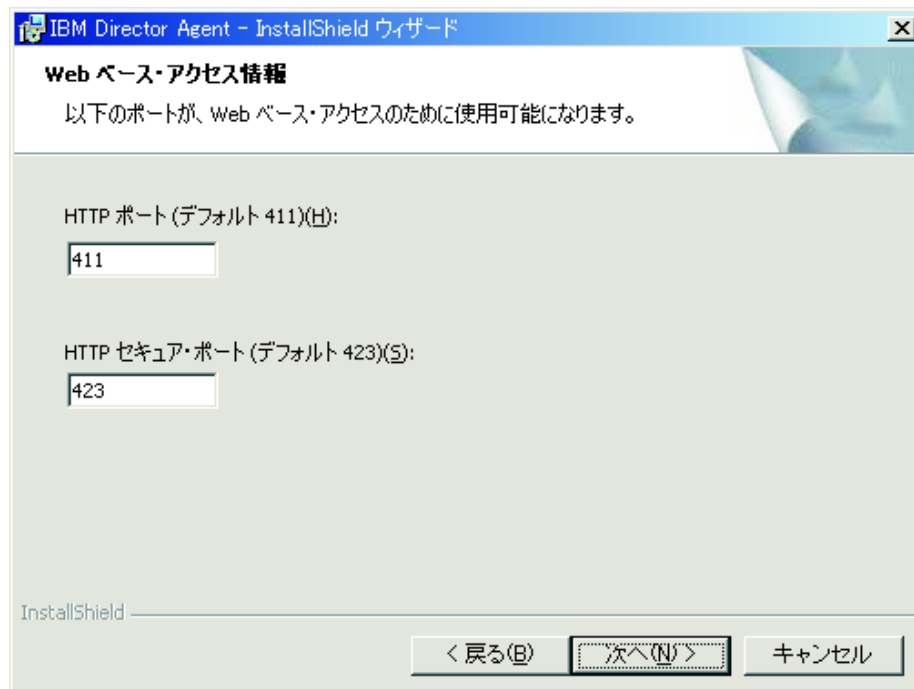 IBM Director Agent - InstallShield ウィザード
Web ベース・アクセス情報
以下のポートが、Web ベース・アクセスのために使用可能になります。
HTTP ポート (デフォルト 411)(H):
411
HTTP セキュア・ポート (デフォルト 423)(S):
423
InstallShield
< 戻る(B)
次へ(N) >
キャンセル